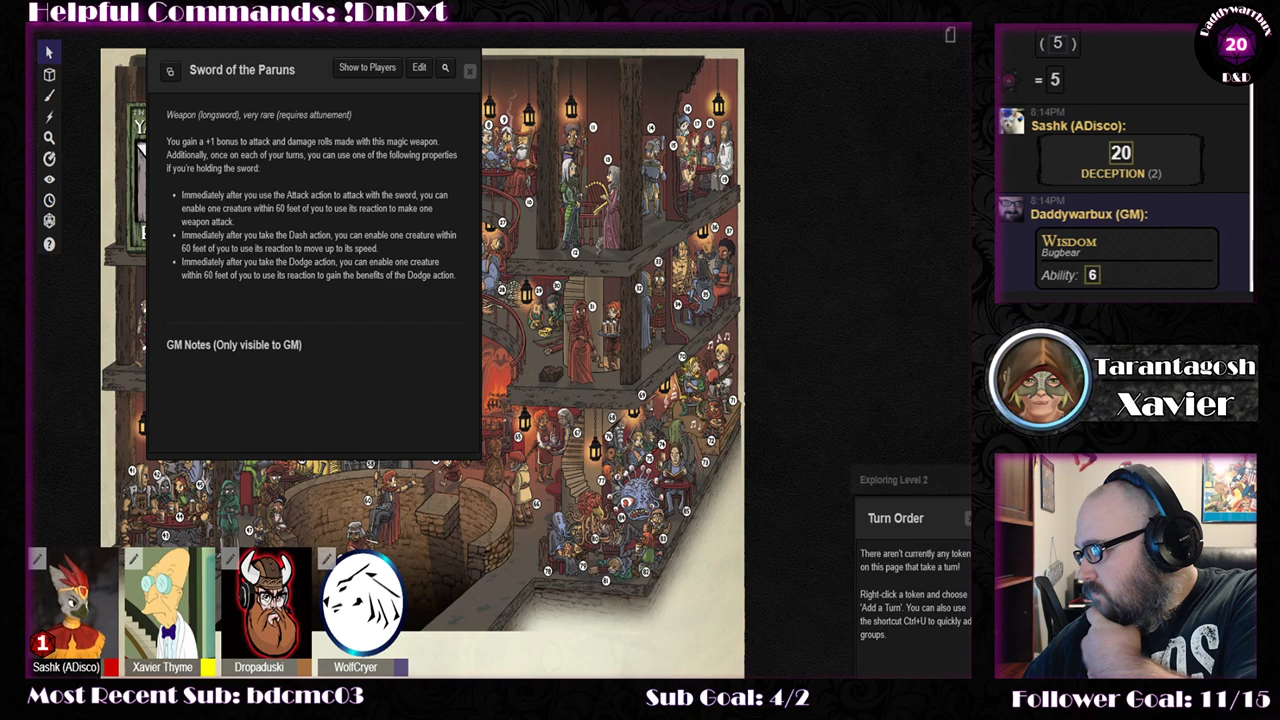 Helpful Commands: !DnDyt
Sword of the Paruns
Show to Players
Edit
Weapon (longsword), very rare (requires attunement)
You gain a +1 bonus to attack and damage rolls made with this magic weapon.
Additionally, once on each of your turns, you can use one of the following properties
if you're holding the sword:
• Immediately after you use the Attack action to attack with the sword, you can
enable one creature within 60 feet of you to use its reaction to make one
weapon attack.
• Immediately after you take the Dash action, you can enable one creature within
60 feet of you to use its reaction to move up to its speed.
• Immediately after you take the Dodge action, you can enable one creature
within 60 feet of you to use its reaction to gain the benefits of the Dodge action.
GM Notes (Only visible to GM)
Exploring Level 2
Turn Order
There aren't currently any token
on this page that take a turn!
Right-click a token and choose
'Add a Turn'. You can also use
the shortcut Ctrl+U to quickly ad
groups.
1
Sashk (ADisco)
Xavier Thyme
Dropaduski
WolfCryer
( 5 )
= 5
8:14PM
Sashk (ADisco):
20
DECEPTION (2)
8:14PM
Daddywarbux (GM):
WISDOM
Bugbear
Ability: 6
Daddywarrbux
20
D&D
Tarantagosh
Xavier
Most Recent Sub: bdcmc03
Sub Goal: 4/2
Follower Goal: 11/15